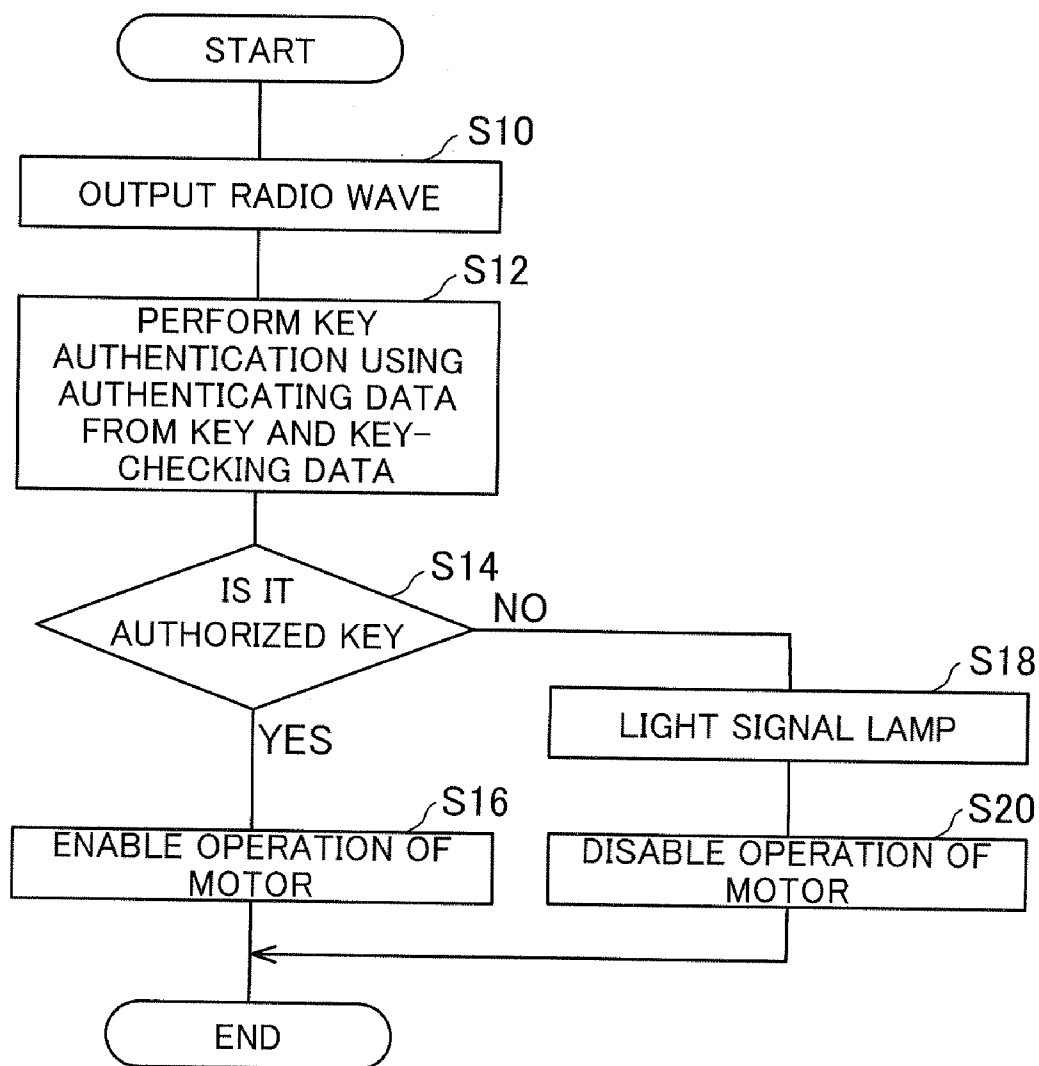 START
S10
OUTPUT RADIO WAVE
S12
PERFORM KEY
AUTHENTICATION USING
AUTHENTICATING DATA
FROM KEY AND KEY-
CHECKING DATA
S14
IS IT
AUTHORIZED KEY
NO
YES
S18
LIGHT SIGNAL LAMP
S16
ENABLE OPERATION OF
MOTOR
S20
DISABLE OPERATION OF
MOTOR
END